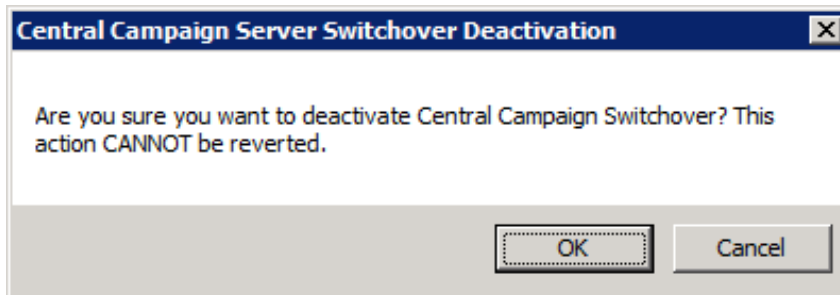 Central Campaign Server Switchover Deactivation
Are you sure you want to deactivate Central Campaign Switchover? This
action CANNOT be reverted.
OK Cancel